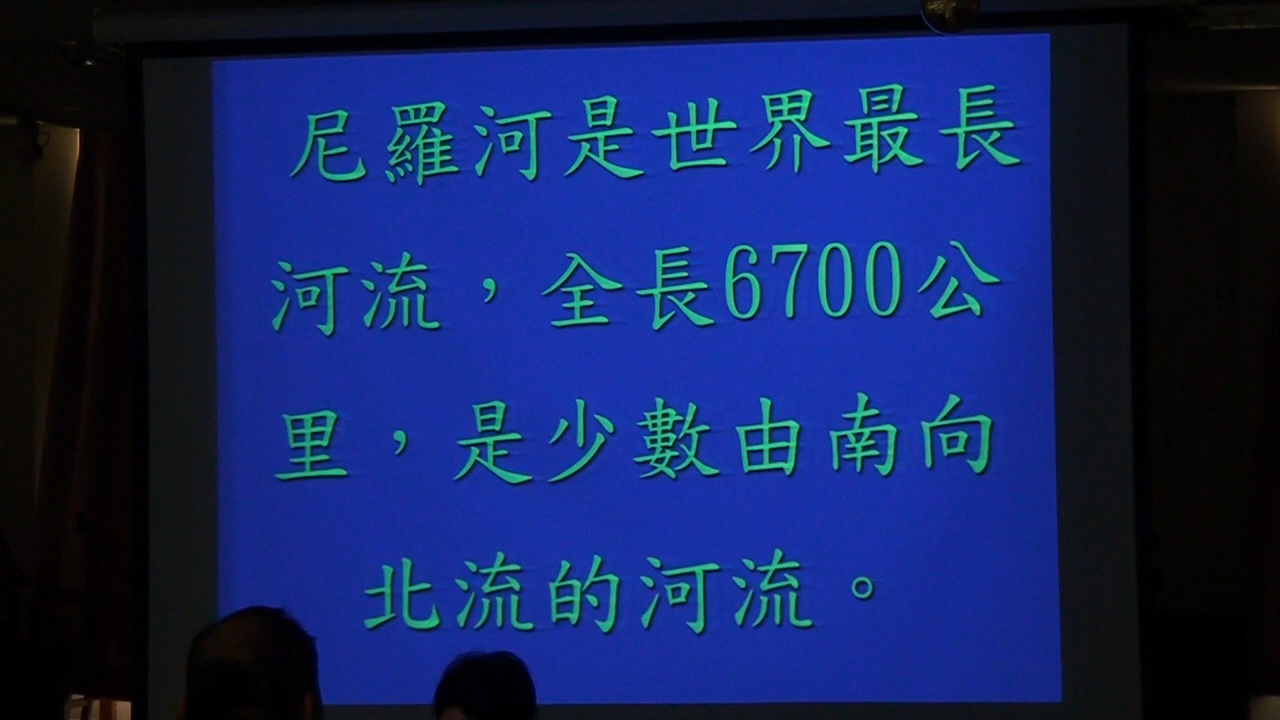 尼羅河是世界最長
河流，全長6700公
里，是少數由南向
北流的河流。